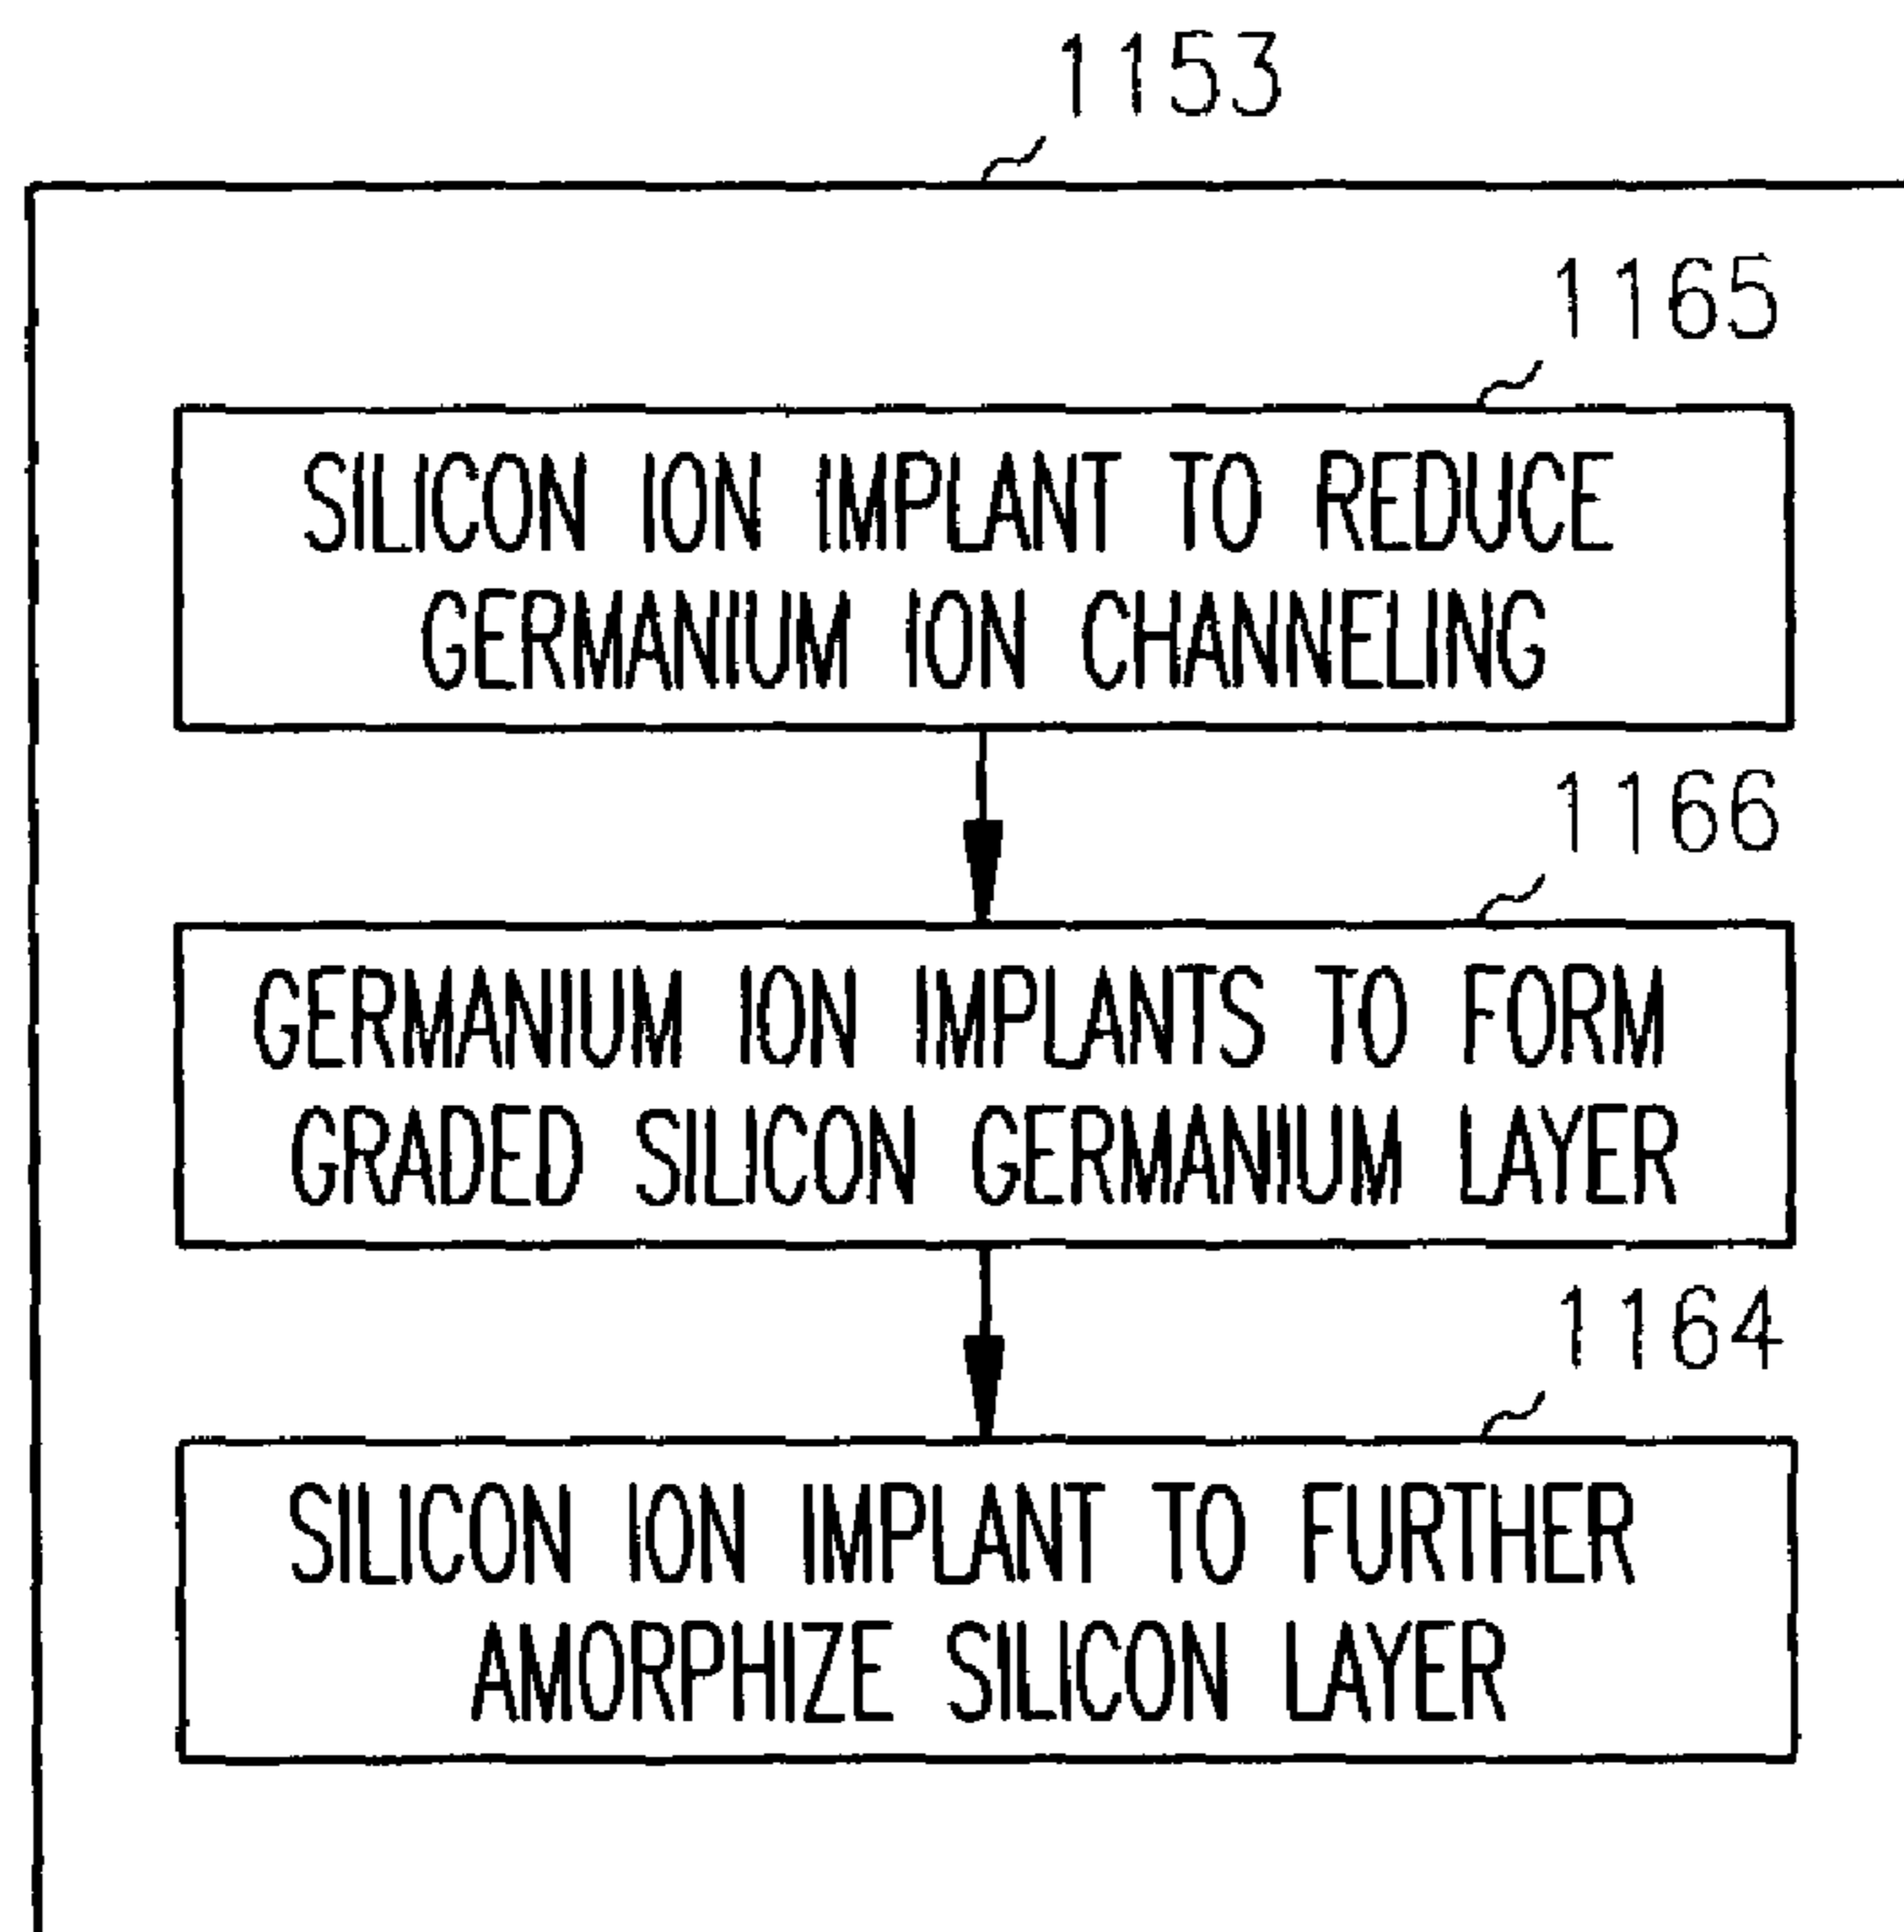 1153
1165
SILICON ION IMPLANT TO REDUCE
GERMANIUM ION CHANNELING
1166
GERMANIUM ION IMPLANTS TO FORM
GRADED SILICON GERMANIUM LAYER
1164
SILICON ION IMPLANT TO FURTHER
AMORPHIZE SILICON LAYER